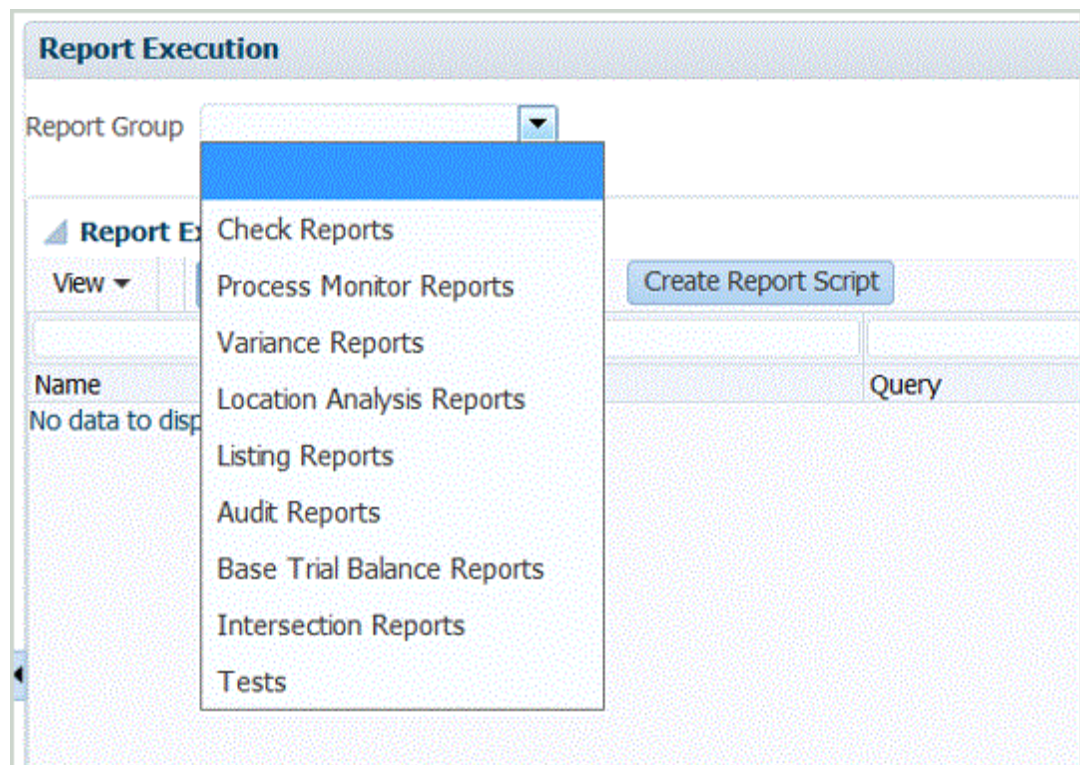 Report Execution
Report Group
Check Reports
Report Ex
Process Monitor Reports
View
Create Report Script
Variance Reports
Name
Query
Location Analysis Reports
No data to disp
Listing Reports
Audit Reports
Base Trial Balance Reports
Intersection Reports
Tests